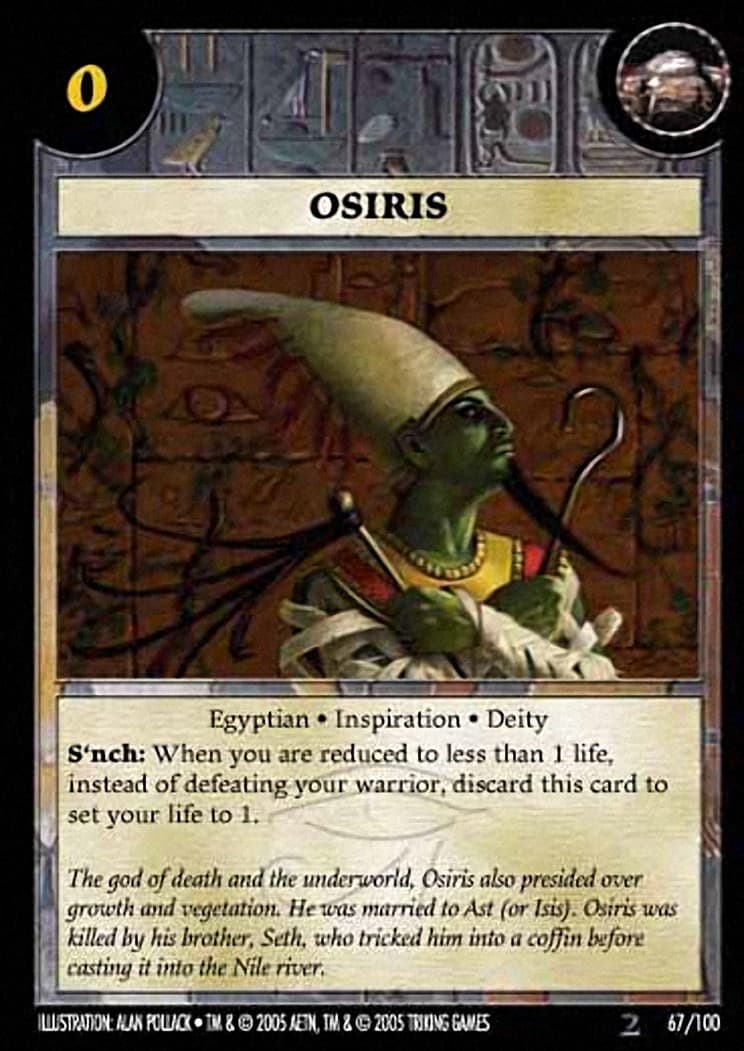 0
OSIRIS
Egyptian • Inspiration • Deity
S'nch: When you are reduced to less than 1 life,
instead of defeating your warrior, discard this card to
set your life to 1.
The god of death and the underworld, Osiris also presided over
growth and vegetation. He was married to Ast (or Isis). Osiris was
killed by his brother, Seth, who tricked him into a coffin before
casting it into the Nile river.
ILLUSTRATION: ALAN POLLACK • TM & © 2005 AETN, TM & © 2005 TRIKING GAMES 2 67/100